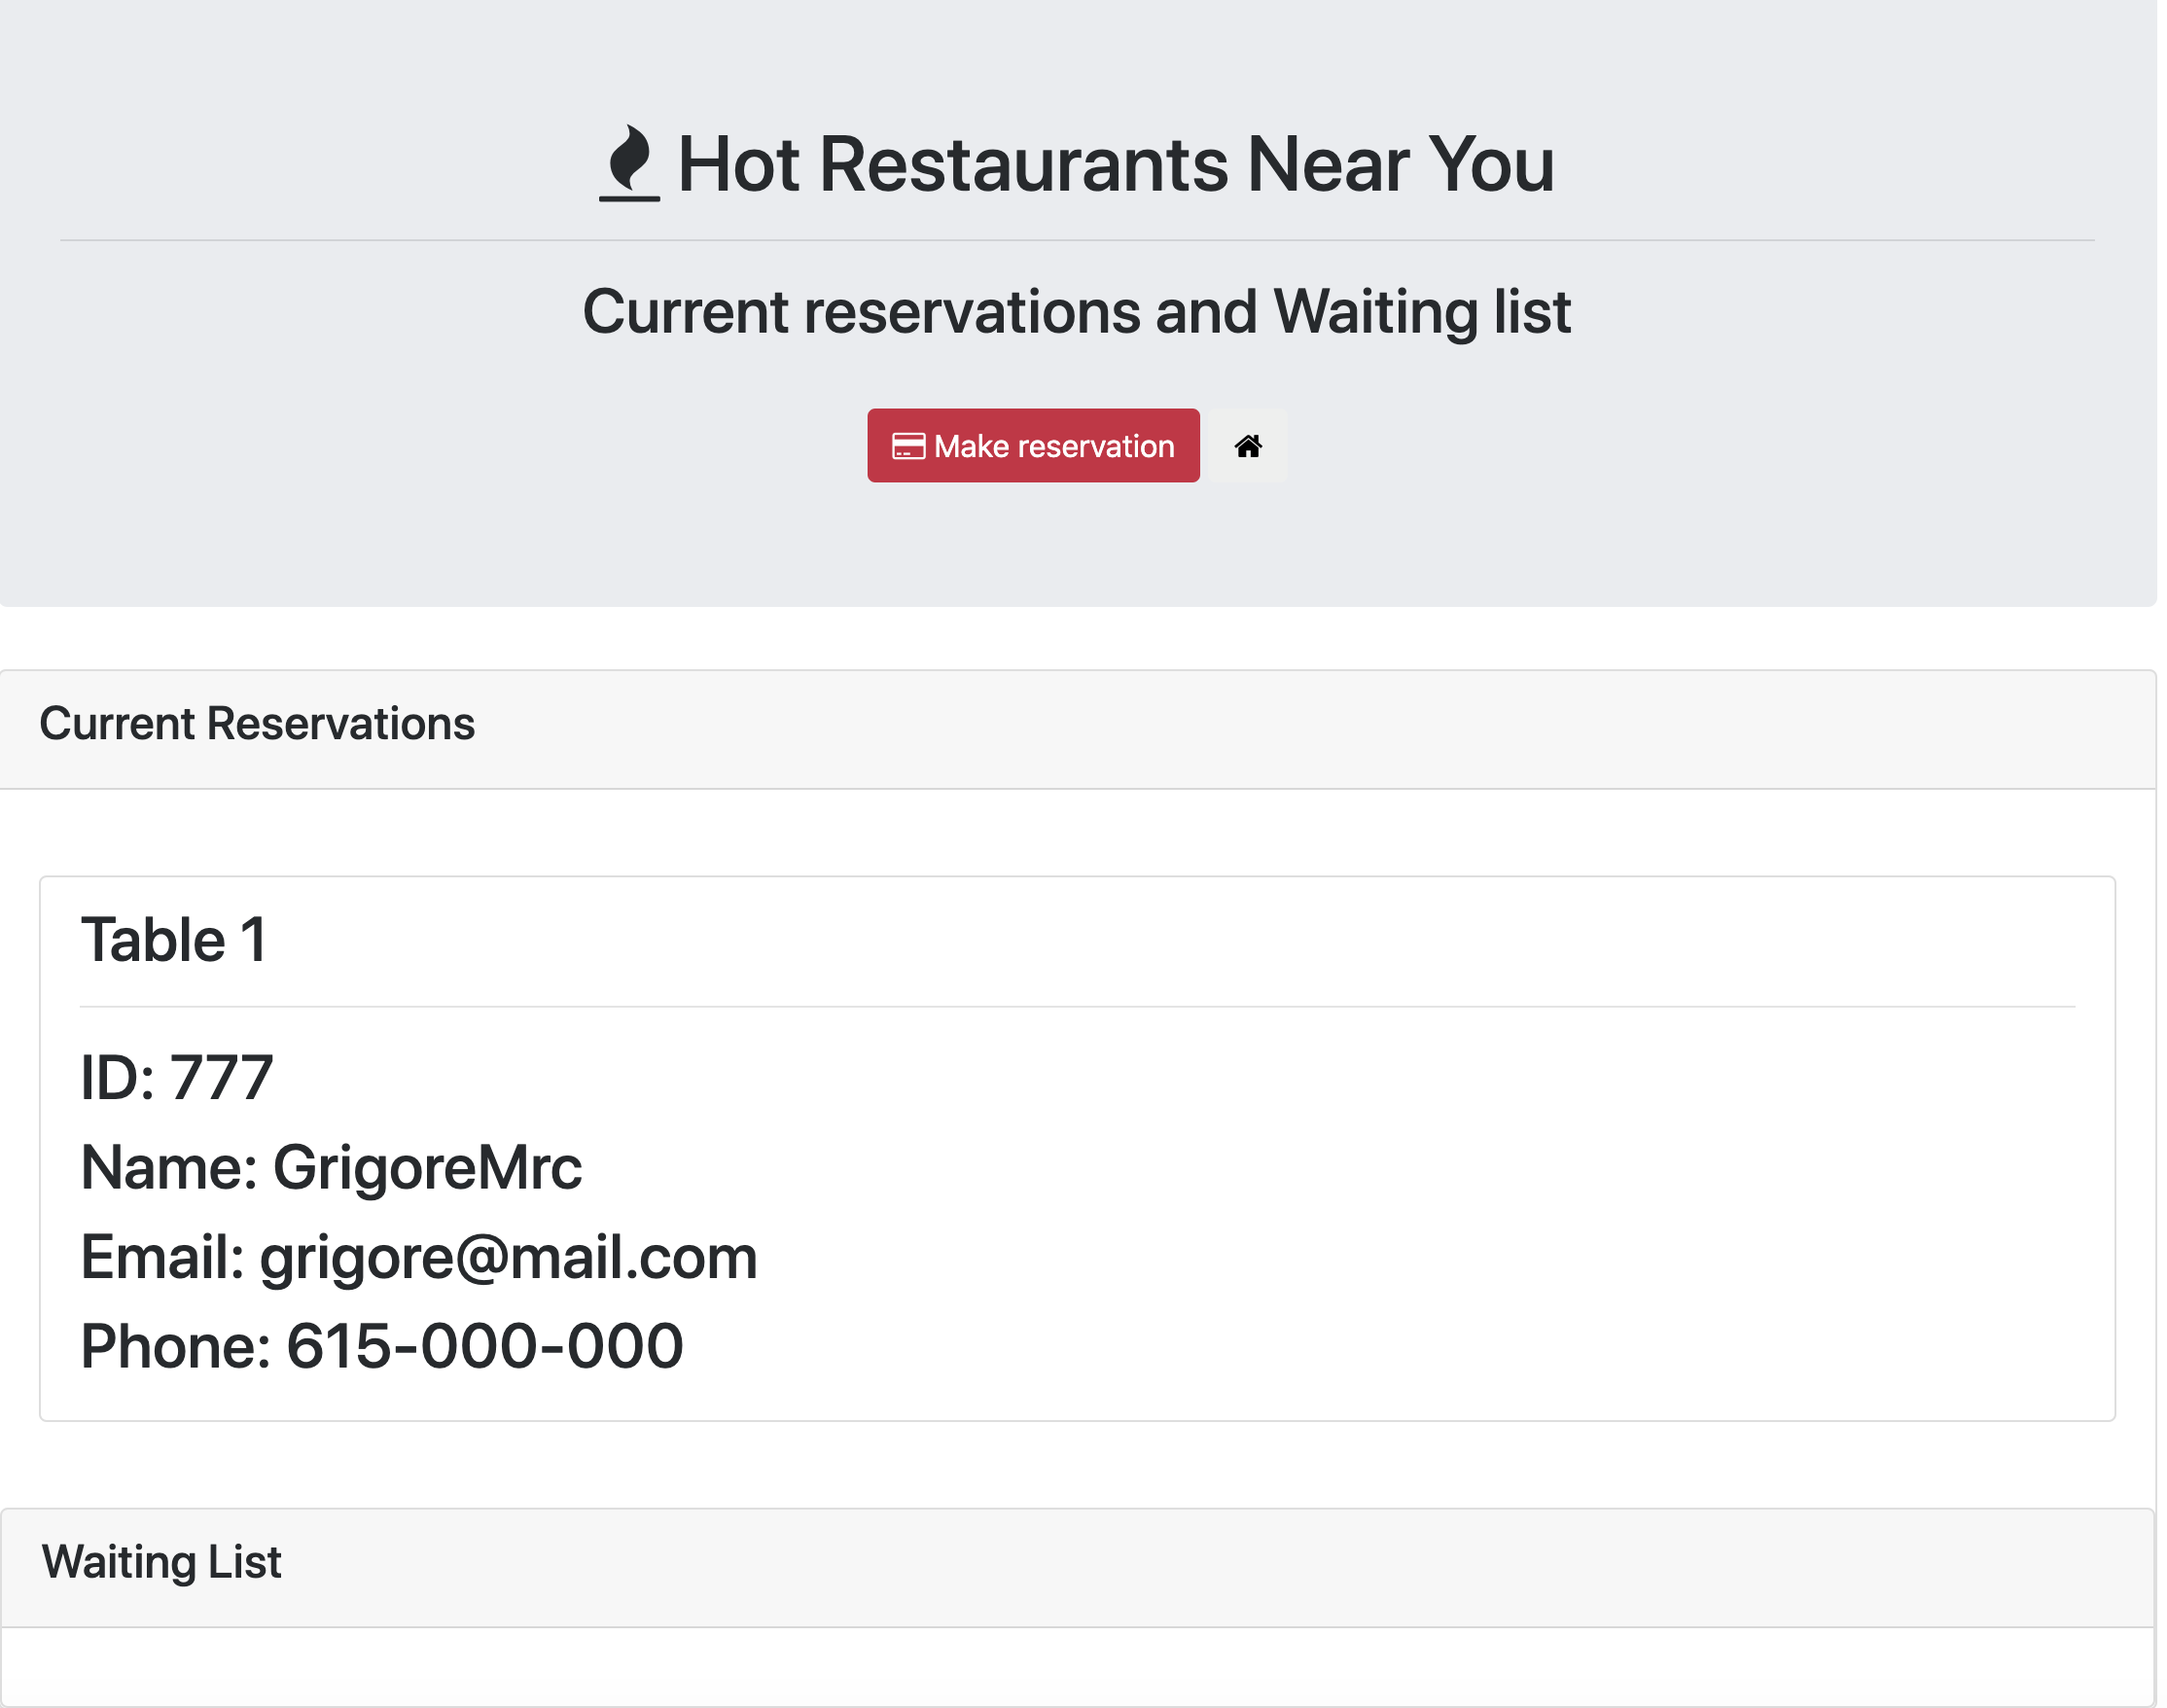 Hot Restaurants Near You
Current reservations and Waiting list
Make reservation
Current Reservations
Table 1
ID: 777
Name: GrigoreMrc
Email: grigore@mail.com
Phone: 615-000-000
Waiting List